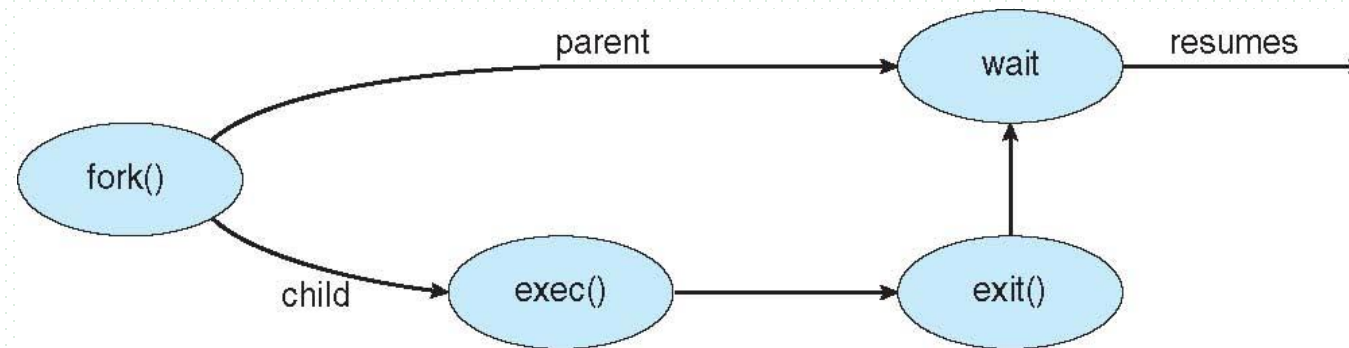 parent
wait
resumes
fork()
child
exec()
exit()